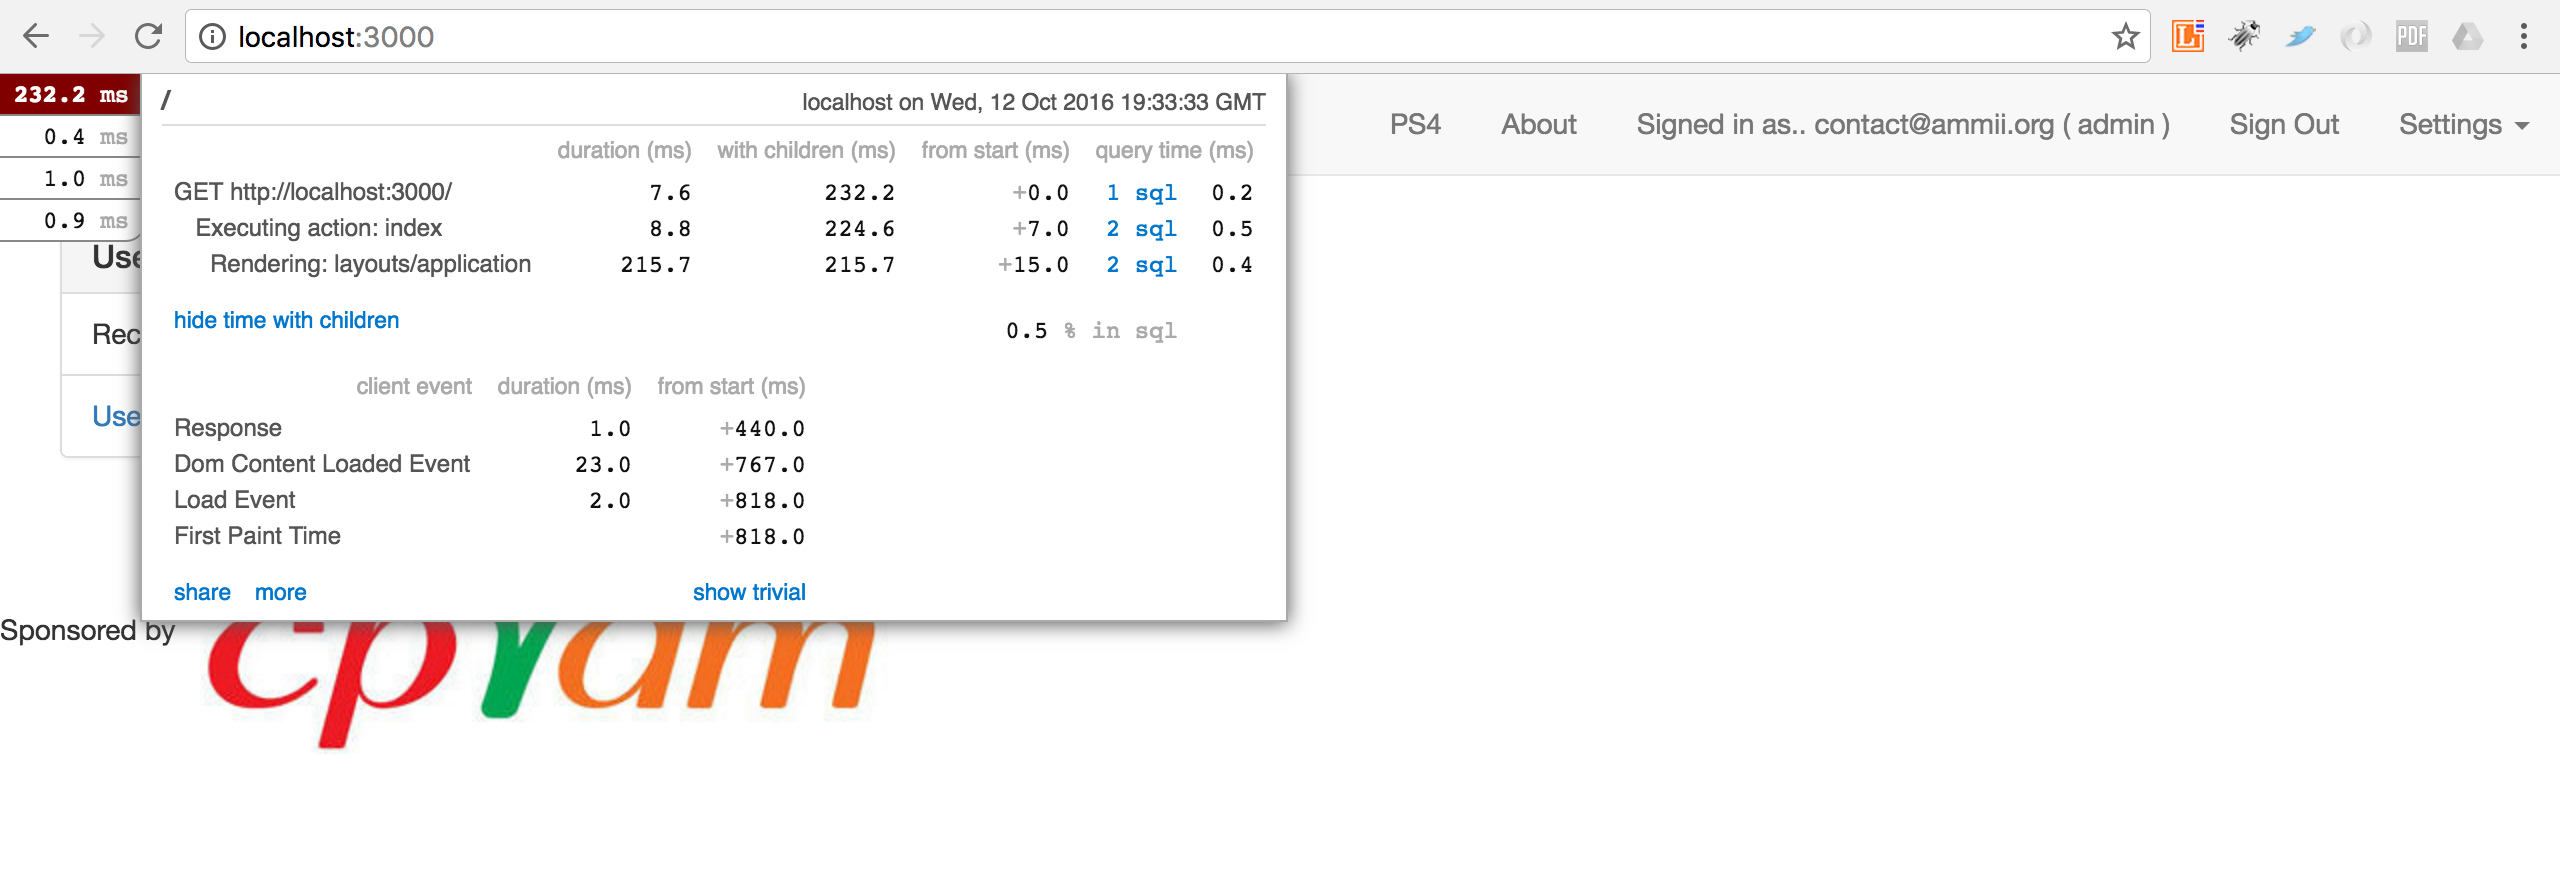 localhost:3000
232.2 ms
0.4 ms
1.0 ms
0.9 ms
/ localhost on Wed, 12 Oct 2016 19:33:33 GMT
duration (ms) with children (ms) from start (ms) query time (ms)
GET http://localhost:3000/ 7.6 232.2 +0.0 1 sql 0.2
Executing action: index 8.8 224.6 +7.0 2 sql 0.5
Rendering: layouts/application 215.7 215.7 +15.0 2 sql 0.4
hide time with children
0.5 % in sql
client event duration (ms) from start (ms)
Response 1.0 +440.0
Dom Content Loaded Event 23.0 +767.0
Load Event 2.0 +818.0
First Paint Time +818.0
share more show trivial
PS4 About Signed in as.. contact@ammii.org ( admin ) Sign Out Settings
Use
Rec
Use
Sponsored by
PDF